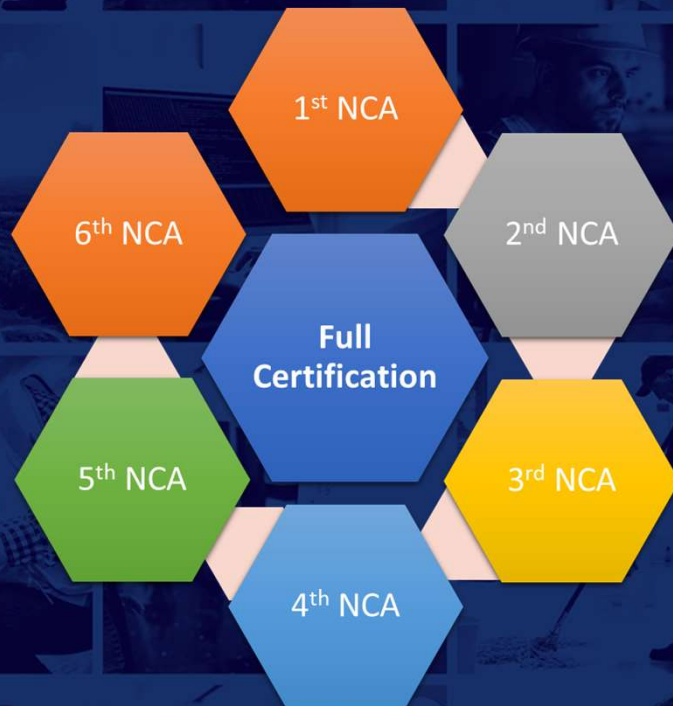 1st NCA
2nd NCA
3rd NCA
4th NCA
5th NCA
6th NCA
Full
Certification